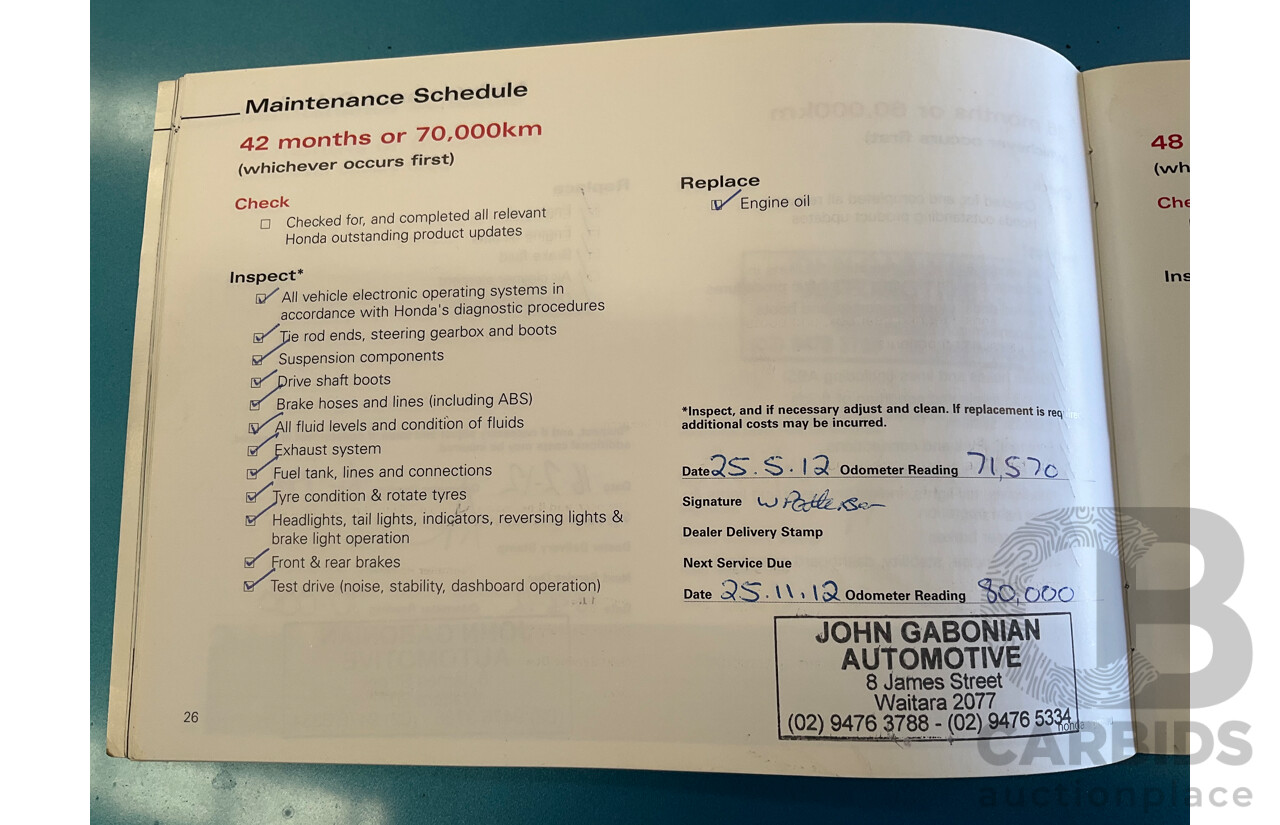 Maintenance Schedule
42 months or 70,000km
(whichever occurs first)
Check
Checked for, and completed all relevant
Honda outstanding product updates
Inspect*
All vehicle electronic operating systems in
accordance with Honda's diagnostic procedures
Tie rod ends, steering gearbox and boots
Suspension components
Drive shaft boots
Brake hoses and lines (including ABS)
All fluid levels and condition of fluids
Exhaust system
Fuel tank, lines and connections
Tyre condition & rotate tyres
Headlights, tail lights, indicators, reversing lights &
brake light operation
Front & rear brakes
Test drive (noise, stability, dashboard operation)
26
Replace
Engine oil
*Inspect, and if necessary adjust and clean. If replacement is
additional costs may be incurred.
Date 25.5.12 Odometer Reading 71,570
Signature
Dealer Delivery Stamp
Next Service Due
Date 25.11.12 Odometer Reading 80,000
JOHN GABONIAN
AUTOMOTIVE
8 James Street
Waitara 2077
(02) 9476 3788 - (02) 9476 5334
48
CARBIDS
auctionplace